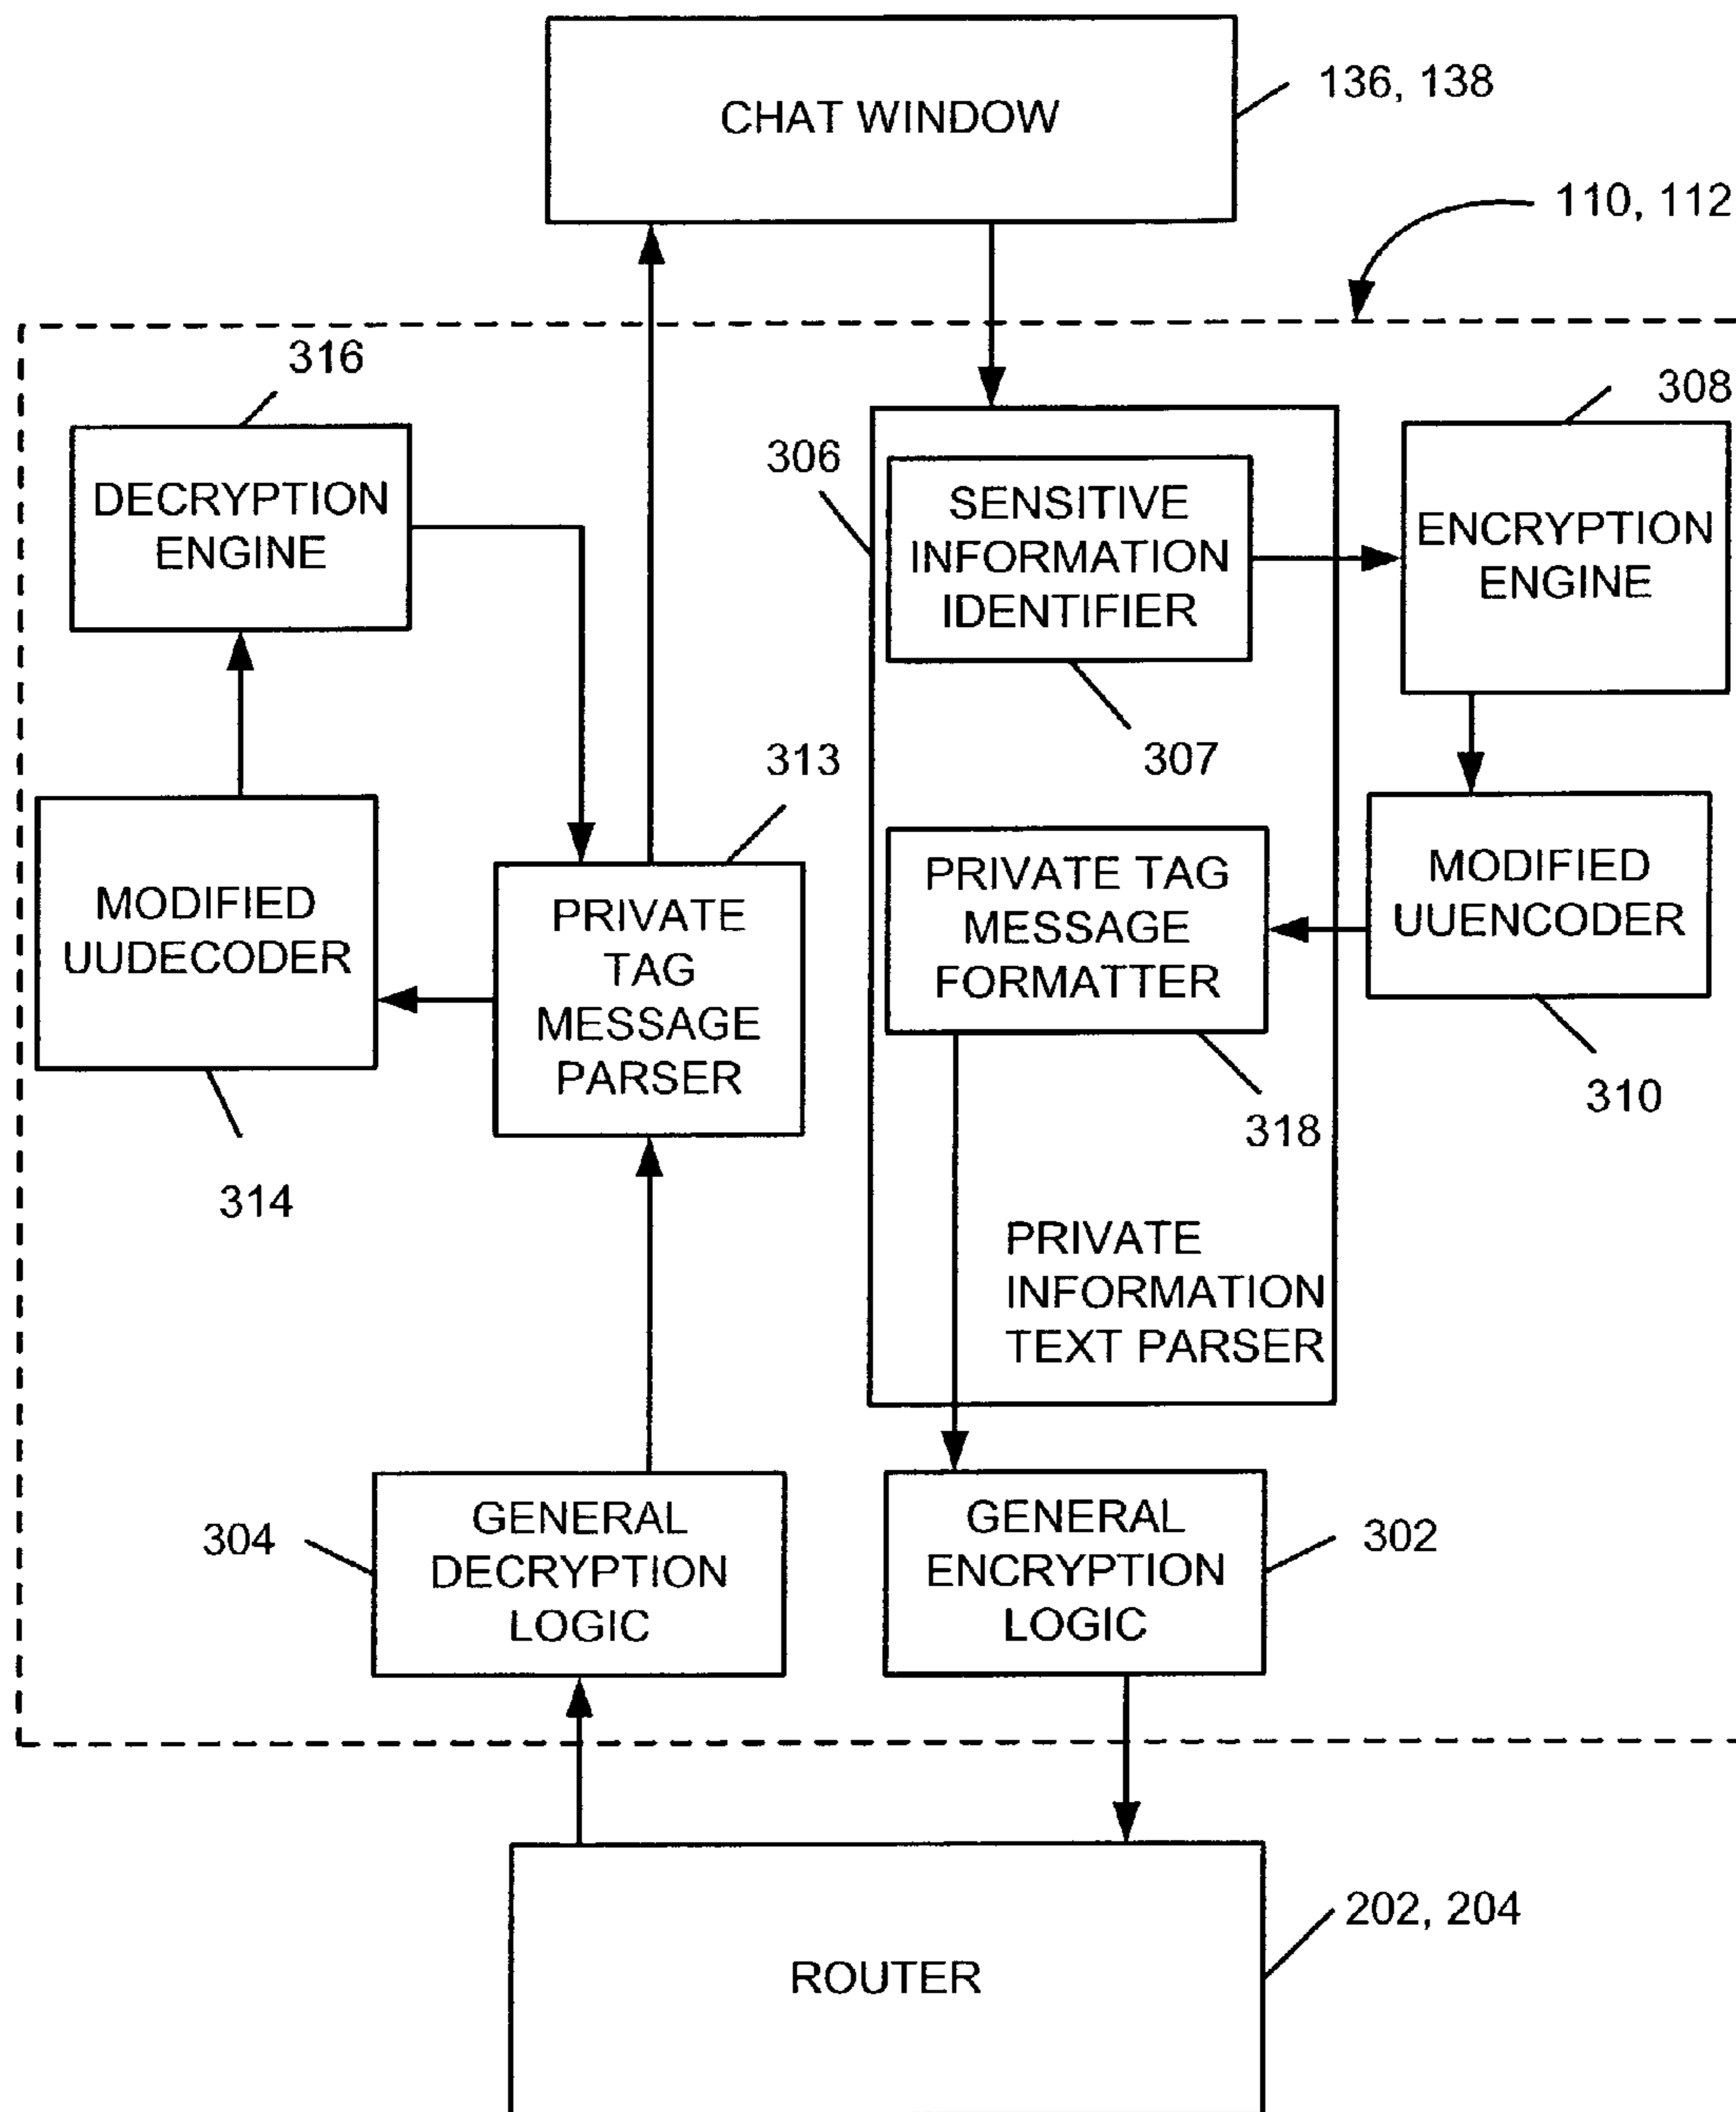 CHAT WINDOW
136, 138
110, 112
316
308
DECRYPTION
ENGINE
306
SENSITIVE
INFORMATION
IDENTIFIER
ENCRYPTION
ENGINE
307
313
MODIFIED
UUDECODER
PRIVATE
TAG
MESSAGE
PARSER
PRIVATE TAG
MESSAGE
FORMATTER
MODIFIED
UUENCODER
310
318
314
PRIVATE
INFORMATION
TEXT PARSER
304
GENERAL
DECRYPTION
LOGIC
GENERAL
ENCRYPTION
LOGIC
302
ROUTER
202, 204